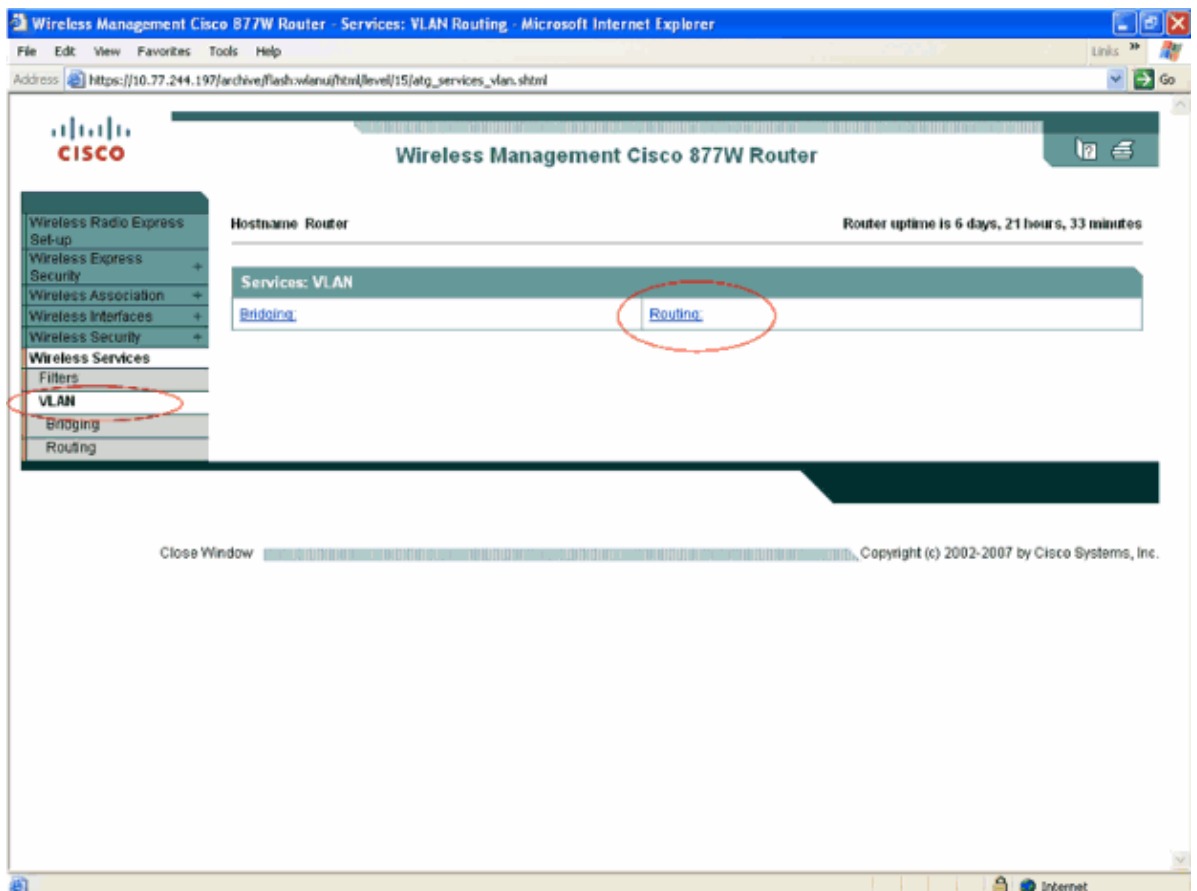 Wireless Management Cisco 877W Router - Services: VLAN Routing - Microsoft Internet Explorer
File Edit View Favorites Tools Help
Links »
Address https://10.77.244.197/archive/flash:wlanui/html/level/15/atg_services_vlan.shtml
Go
CISCO
Wireless Management Cisco 877W Router
Wireless Radio Express
Set-up
Wireless Express
Security +
Wireless Association +
Wireless Interfaces +
Wireless Security +
Wireless Services
Filters
VLAN
Bridging
Routing
Hostname Router
Router uptime is 6 days, 21 hours, 33 minutes
Services: VLAN
Bridging:
Routing:
Close Window
Copyright (c) 2002-2007 by Cisco Systems, Inc.
Internet